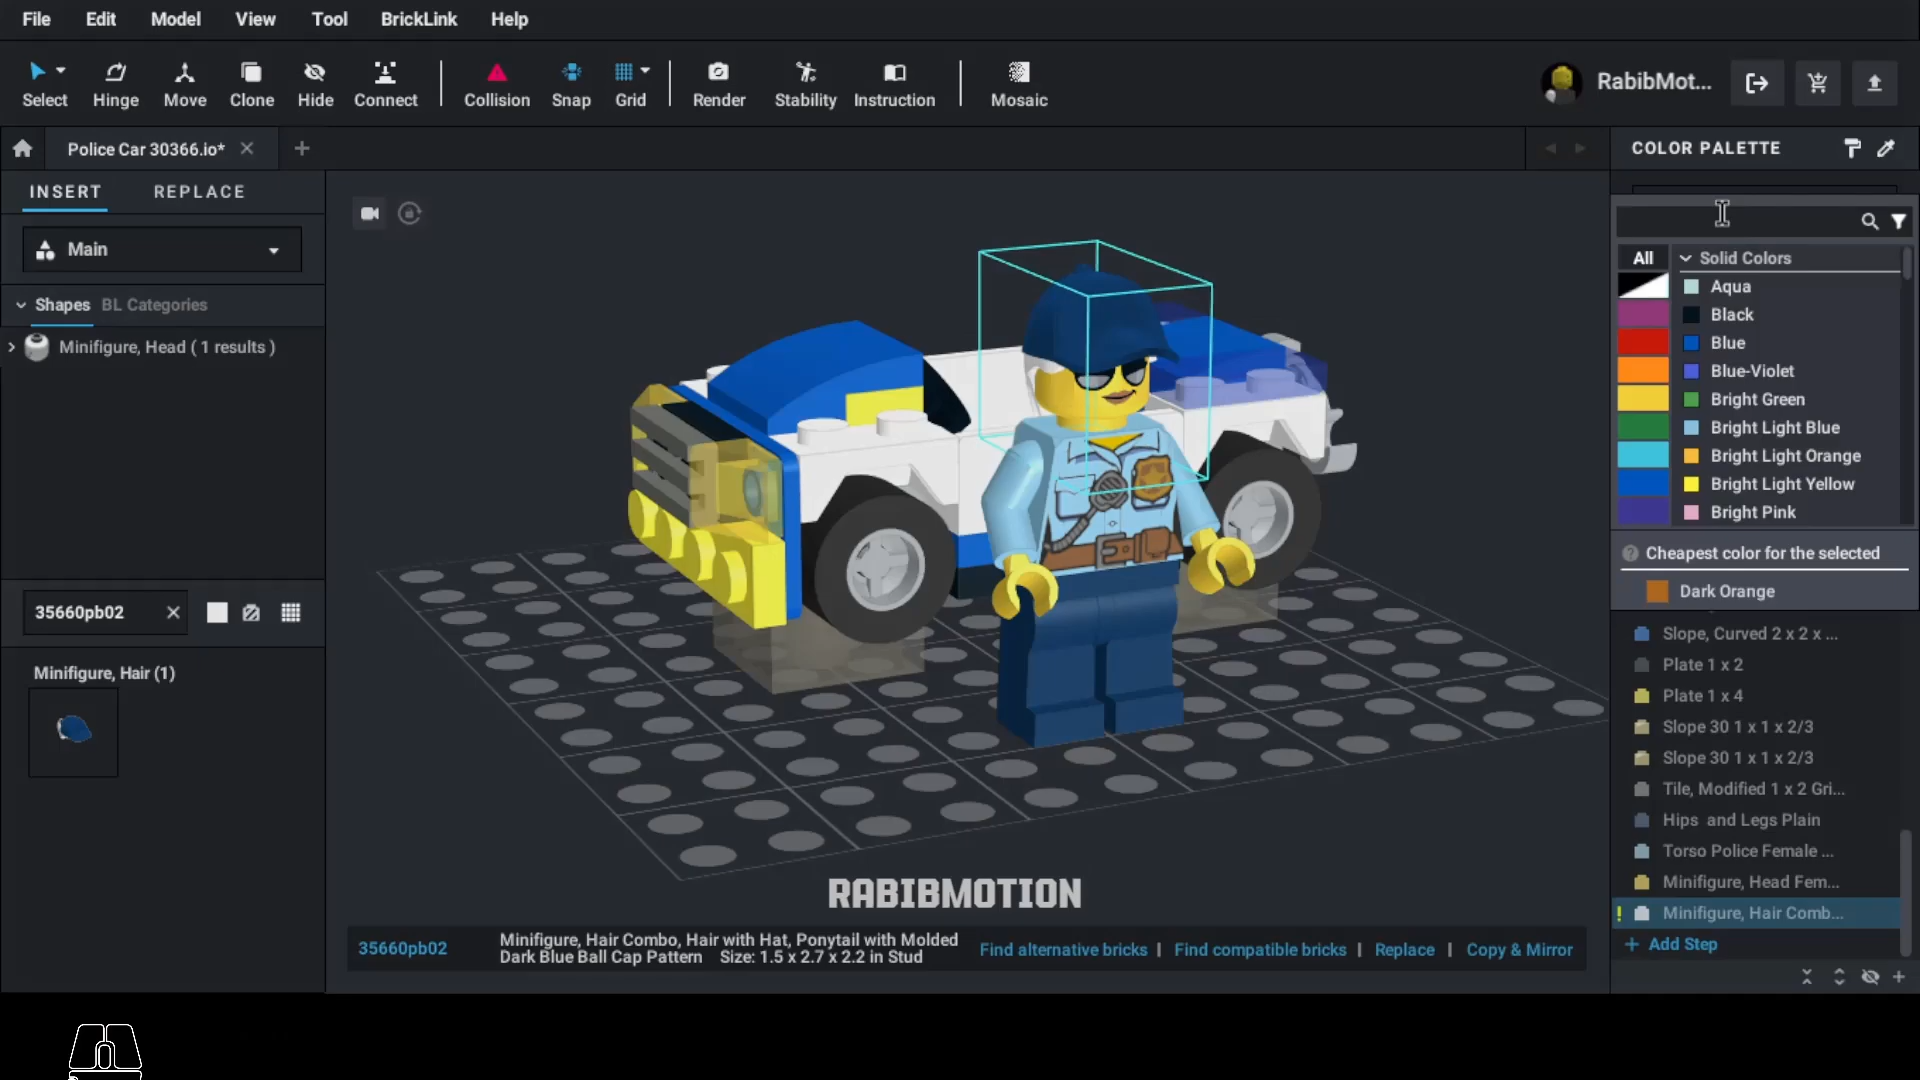 File Edit Model View Tool BrickLink Help
Select Hinge Move Clone Hide Connect Collision Snap Grid Render Stability Instruction Mosaic RabibMot...
Police Car 30366.io*
COLOR PALETTE
INSERT REPLACE
Main
Shapes BL Categories
Minifigure, Head ( 1 results )
35660pb02
Minifigure, Hair (1)
All Solid Colors
Aqua
Black
Blue
Blue-Violet
Bright Green
Bright Light Blue
Bright Light Orange
Bright Light Yellow
Bright Pink
Cheapest color for the selected
Dark Orange
Slope, Curved 2 x 2 x ...
Plate 1 x 2
Plate 1 x 4
Slope 30 1 x 1 x 2/3
Slope 30 1 x 1 x 2/3
Tile, Modified 1 x 2 Gri...
Hips and Legs Plain
Torso Police Female ...
Minifigure, Head Fem...
! Minifigure, Hair Comb...
+ Add Step
RABIBMOTION
35660pb02
Minifigure, Hair Combo, Hair with Hat, Ponytail with Molded
Dark Blue Ball Cap Pattern Size: 1.5 x 2.7 x 2.2 in Stud
Find alternative bricks | Find compatible bricks | Replace | Copy & Mirror